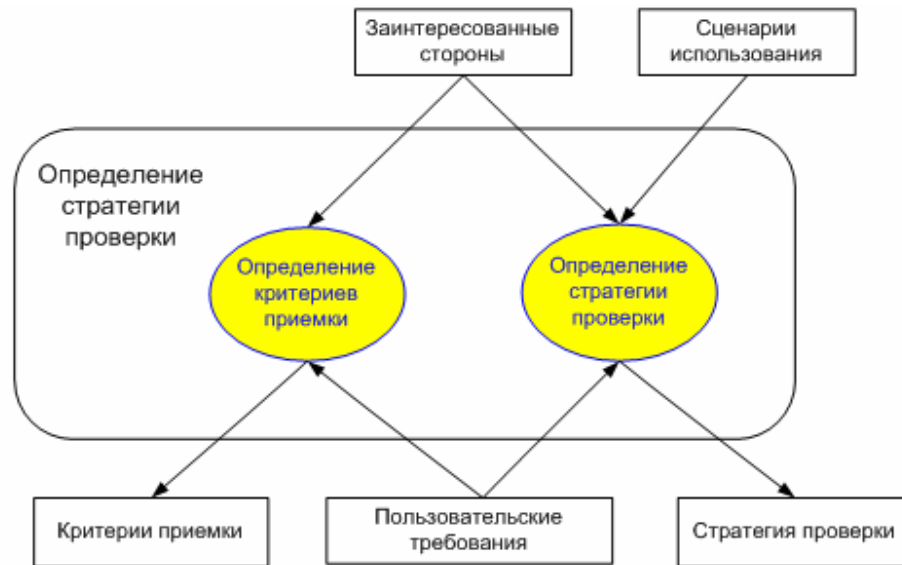 Заинтересованные
стороны
Сценарии
использования
Определение
стратегии
проверки
Определение
критериев
приемки
Определение
стратегии
проверки
Критерии приемки
Пользовательские
требования
Стратегия проверки